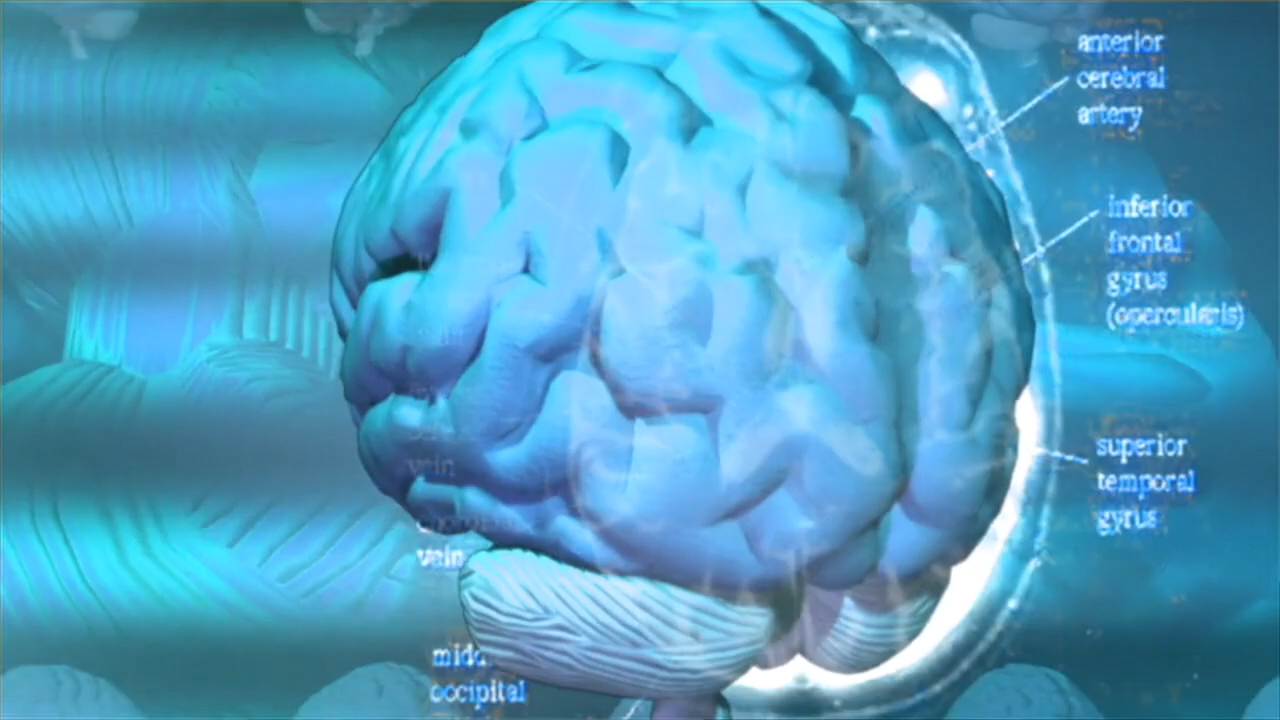 anterior
cerebral
artery
inferior
frontal
gyrus
(opercularis)
superior
temporal
gyrus
vein
vein
occipital